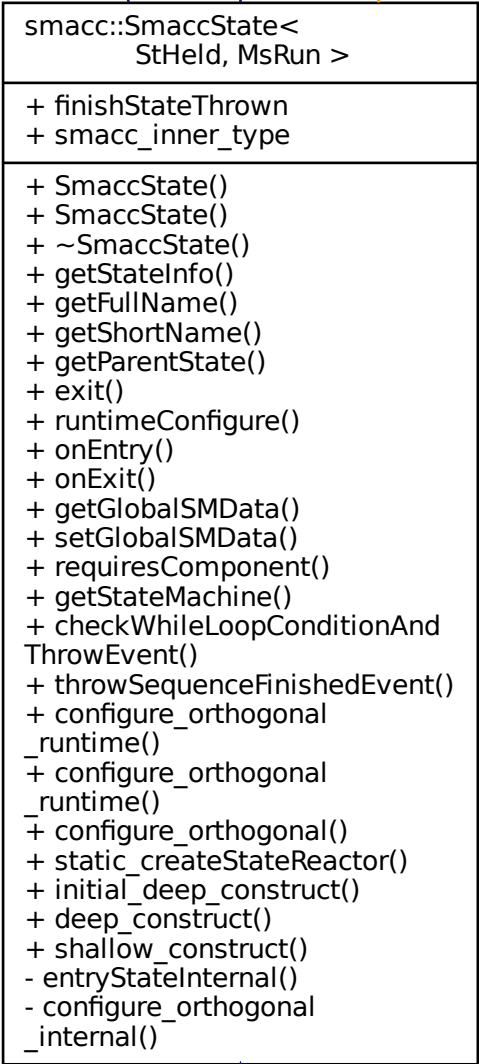 smacc::SmaccState<
StHeld, MsRun >
+ finishStateThrown
+ smacc_inner_type
+ SmaccState()
+ SmaccState()
+ ~SmaccState()
+ getStateInfo()
+ getFullName()
+ getShortName()
+ getParentState()
+ exit()
+ runtimeConfigure()
+ onEntry()
+ onExit()
+ getGlobalSMData()
+ setGlobalSMData()
+ requiresComponent()
+ getStateMachine()
+ checkWhileLoopConditionAnd
ThrowEvent()
+ throwSequenceFinishedEvent()
+ configure_orthogonal
_runtime()
+ configure_orthogonal
_runtime()
+ configure_orthogonal()
+ static_createStateReactor()
+ initial_deep_construct()
+ deep_construct()
+ shallow_construct()
- entryStateInternal()
- configure_orthogonal
_internal()